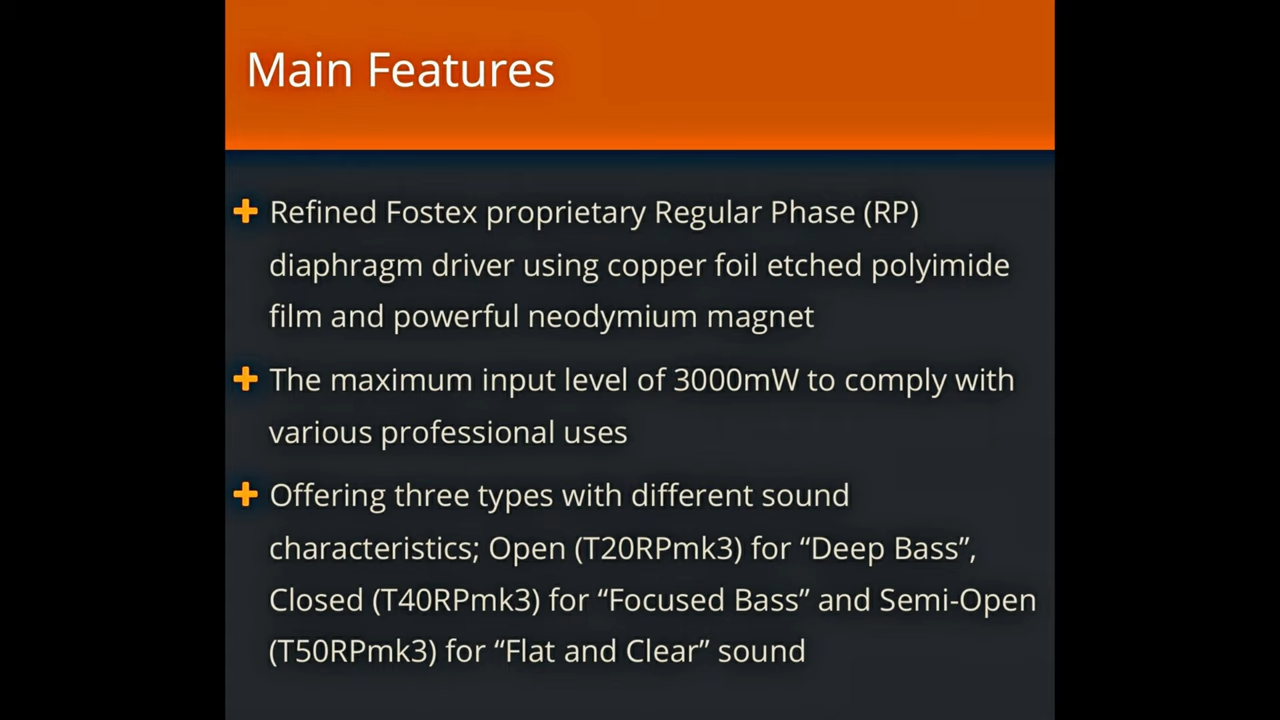 Main Features
Refined Fostex proprietary Regular Phase (RP)
diaphragm driver using copper foil etched polyimide
film and powerful neodymium magnet
The maximum input level of 3000mW to comply with
various professional uses
Offering three types with different sound
characteristics; Open (T20RPmk3) for “Deep Bass”,
Closed (T40RPmk3) for “Focused Bass” and Semi-Open
(T50RPmk3) for “Flat and Clear” sound